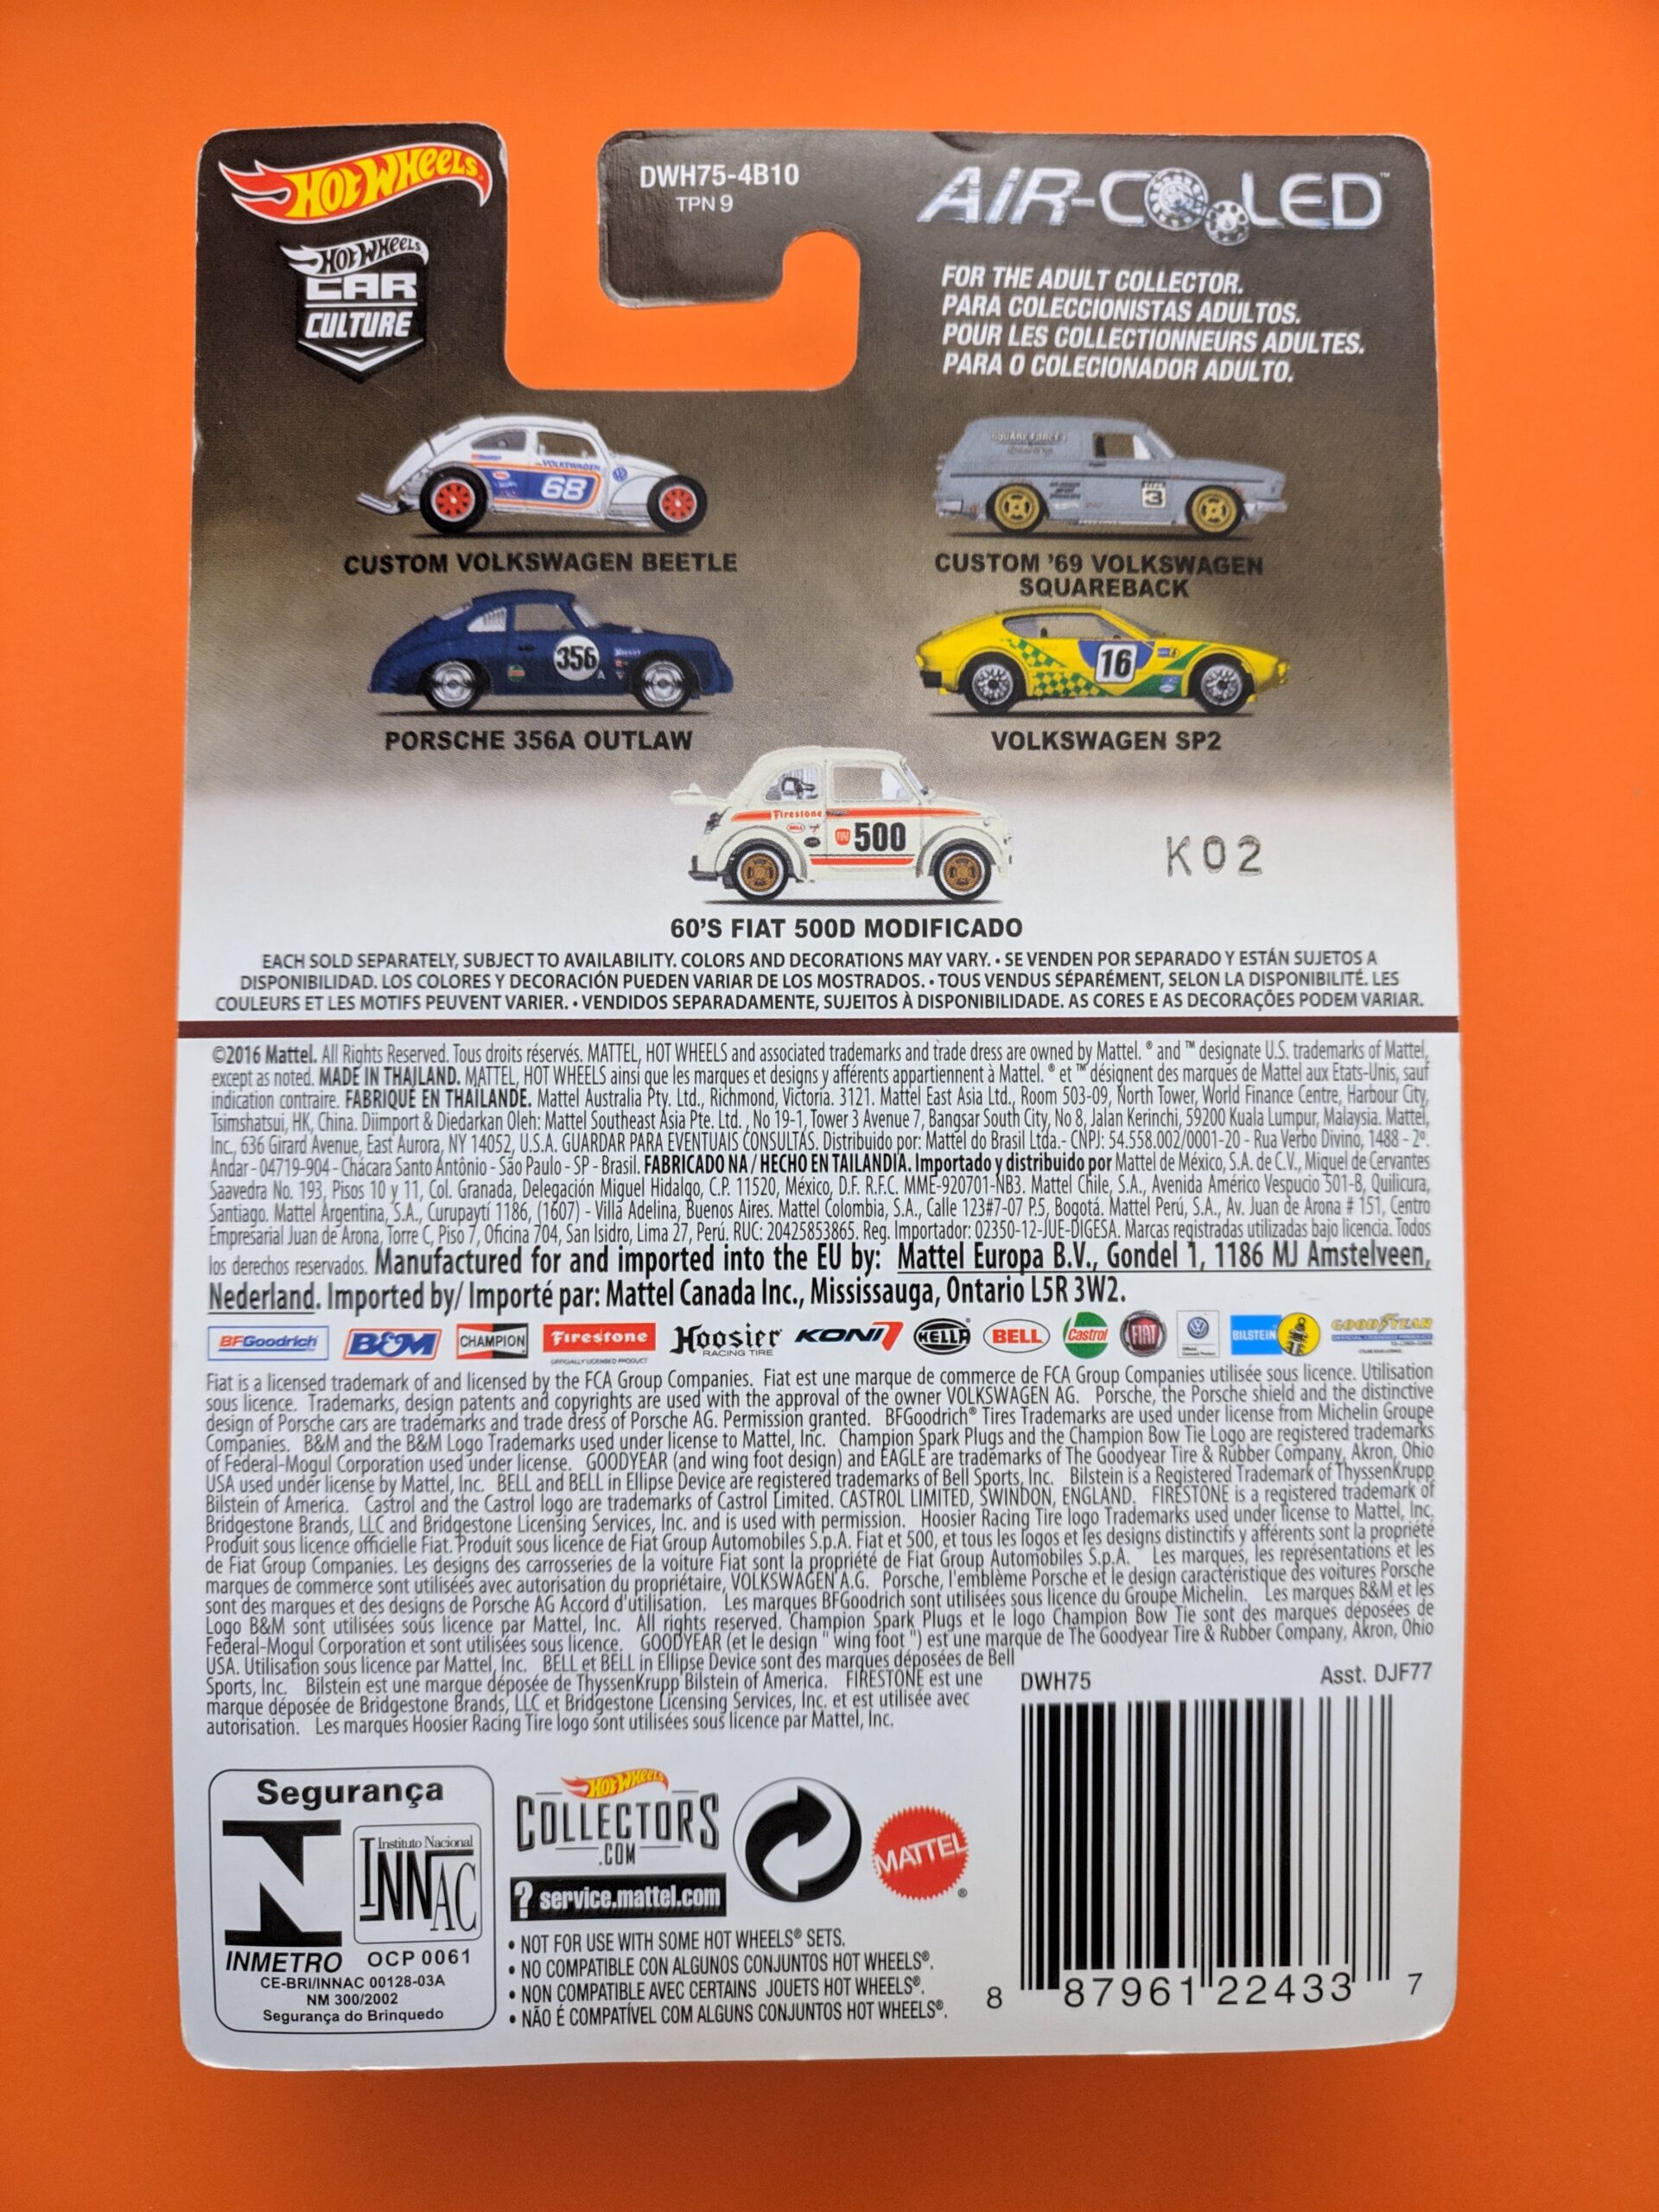 HOT WHEELS
DWH75-4B10
TPN 9
AiR-COOLED™
HOT WHEELS
CAR
CULTURE
FOR THE ADULT COLLECTOR.
PARA COLECCIONISTAS ADULTOS.
POUR LES COLLECTIONNEURS ADULTES.
PARA O COLECIONADOR ADULTO.
VOLKSWAGEN
68
SQUARE FORCE
3
CUSTOM VOLKSWAGEN BEETLE
CUSTOM '69 VOLKSWAGEN
SQUAREBACK
356
A
16
PORSCHE 356A OUTLAW
VOLKSWAGEN SP2
Firestone
BELL
FIAT
500
K02
60'S FIAT 500D MODIFICADO
EACH SOLD SEPARATELY, SUBJECT TO AVAILABILITY. COLORS AND DECORATIONS MAY VARY. • SE VENDEN POR SEPARADO Y ESTÁN SUJETOS A
DISPONIBILIDAD. LOS COLORES Y DECORACIÓN PUEDEN VARIAR DE LOS MOSTRADOS. • TOUS VENDUS SÉPARÉMENT, SELON LA DISPONIBILITÉ. LES
COULEURS ET LES MOTIFS PEUVENT VARIER. • VENDIDOS SEPARADAMENTE, SUJEITOS À DISPONIBILIDADE. AS CORES E AS DECORAÇÕES PODEM VARIAR.
©2016 Mattel. All Rights Reserved. Tous droits réservés. MATTEL, HOT WHEELS and associated trademarks and trade dress are owned by Mattel. ® and ™ designate U.S. trademarks of Mattel,
except as noted. MADE IN THAILAND. MATTEL, HOT WHEELS ainsi que les marques et designs y afférents appartiennent à Mattel. ® et ™ désignent des marques de Mattel aux Etats-Unis, sauf
indication contraire. FABRIQUÉ EN THAÏLANDE. Mattel Australia Pty. Ltd., Richmond, Victoria. 3121. Mattel East Asia Ltd., Room 503-09, North Tower, World Finance Centre, Harbour City,
Tsimshatsui, HK, China. Diimport & Diedarkan Oleh: Mattel Southeast Asia Pte. Ltd., No 19-1, Tower 3 Avenue 7, Bangsar South City, No 8, Jalan Kerinchi, 59200 Kuala Lumpur, Malaysia. Mattel,
Inc., 636 Girard Avenue, East Aurora, NY 14052, U.S.A. GUARDAR PARA EVENTUAIS CONSULTAS. Distribuido por: Mattel do Brasil Ltda.- CNPJ: 54.558.002/0001-20 - Rua Verbo Divino, 1488 - 2º.
Andar - 04719-904 - Chácara Santo Antônio - São Paulo - SP - Brasil. FABRICADO NA / HECHO EN TAILANDIA. Importado y distribuido por Mattel de México, S.A. de C.V., Miguel de Cervantes
Saavedra No. 193, Pisos 10 y 11, Col. Granada, Delegación Miguel Hidalgo, C.P. 11520, México, D.F. R.F.C. MME-920701-NB3. Mattel Chile, S.A., Avenida Américo Vespucio 501-B, Quilicura,
Santiago. Mattel Argentina, S.A., Curupaytí 1186, (1607) - Villa Adelina, Buenos Aires. Mattel Colombia, S.A., Calle 123#7-07 P.5, Bogotá. Mattel Perú, S.A., Av. Juan de Arona # 151, Centro
Empresarial Juan de Arona, Torre C, Piso 7, Oficina 704, San Isidro, Lima 27, Perú. RUC: 20425853865. Reg. Importador: 02350-12-JUE-DIGESA. Marcas registradas utilizadas bajo licencia. Todos
los derechos reservados. Manufactured for and imported into the EU by: Mattel Europa B.V., Gondel 1, 1186 MJ Amstelveen,
Nederland. Imported by/ Importé par: Mattel Canada Inc., Mississauga, Ontario L5R 3W2.
BFGoodrich B&M CHAMPION Firestone Hoosier KONI HELLA BELL Castrol FIAT BILSTEIN GOODYEAR
OFFICIALLY LICENSED PRODUCT RACING TIRE
Fiat is a licensed trademark of and licensed by the FCA Group Companies. Fiat est une marque de commerce de FCA Group Companies utilisée sous licence. Utilisation
sous licence. Trademarks, design patents and copyrights are used with the approval of the owner VOLKSWAGEN AG. Porsche, the Porsche shield and the distinctive
design of Porsche cars are trademarks and trade dress of Porsche AG. Permission granted. BFGoodrich® Tires Trademarks are used under license from Michelin Groupe
Companies. B&M and the B&M Logo Trademarks used under license to Mattel, Inc. Champion Spark Plugs and the Champion Bow Tie Logo are registered trademarks
of Federal-Mogul Corporation used under license. GOODYEAR (and wing foot design) and EAGLE are trademarks of The Goodyear Tire & Rubber Company, Akron, Ohio
USA used under license by Mattel, Inc. BELL and BELL in Ellipse Device are registered trademarks of Bell Sports, Inc. Bilstein is a Registered Trademark of ThyssenKrupp
Bilstein of America. Castrol and the Castrol logo are trademarks of Castrol Limited. CASTROL LIMITED, SWINDON, ENGLAND. FIRESTONE is a registered trademark of
Bridgestone Brands, LLC and Bridgestone Licensing Services, Inc. and is used with permission. Hoosier Racing Tire logo Trademarks used under license to Mattel, Inc.
Produit sous licence officielle Fiat. Produit sous licence de Fiat Group Automobiles S.p.A. Fiat et 500, et tous les logos et les designs distinctifs y afférents sont la propriété
de Fiat Group Companies. Les designs des carrosseries de la voiture Fiat sont la propriété de Fiat Group Automobiles S.p.A. Les marques, les représentations et les
marques de commerce sont utilisées avec autorisation du propriétaire, VOLKSWAGEN A.G. Porsche, l'emblème Porsche et le design caractéristique des voitures Porsche
sont des marques et des designs de Porsche AG Accord d'utilisation. Les marques BFGoodrich sont utilisées sous licence du Groupe Michelin. Les marques B&M et les
Logo B&M sont utilisées sous licence par Mattel, Inc. All rights reserved. Champion Spark Plugs et le logo Champion Bow Tie sont des marques déposées de
Federal-Mogul Corporation et sont utilisées sous licence. GOODYEAR (et le design " wing foot ") est une marque de The Goodyear Tire & Rubber Company, Akron, Ohio
USA. Utilisation sous licence par Mattel, Inc. BELL et BELL in Ellipse Device sont des marques déposées de Bell
Sports, Inc. Bilstein est une marque déposée de ThyssenKrupp Bilstein of America. FIRESTONE est une
marque déposée de Bridgestone Brands, LLC et Bridgestone Licensing Services, Inc. et est utilisée avec
autorisation. Les marques Hoosier Racing Tire logo sont utilisées sous licence par Mattel, Inc.
DWH75
Asst. DJF77
Segurança
Instituto Nacional
INNAC
INMETRO OCP 0061
CE-BRI/INNAC 00128-03A
NM 300/2002
Segurança do Brinquedo
HOT WHEELS
COLLECTORS
.COM
? service.mattel.com
MATTEL®
• NOT FOR USE WITH SOME HOT WHEELS® SETS.
• NO COMPATIBLE CON ALGUNOS CONJUNTOS HOT WHEELS®.
• NON COMPATIBLE AVEC CERTAINS JOUETS HOT WHEELS®.
• NÃO É COMPATÍVEL COM ALGUNS CONJUNTOS HOT WHEELS®.
8 87961 22433 7